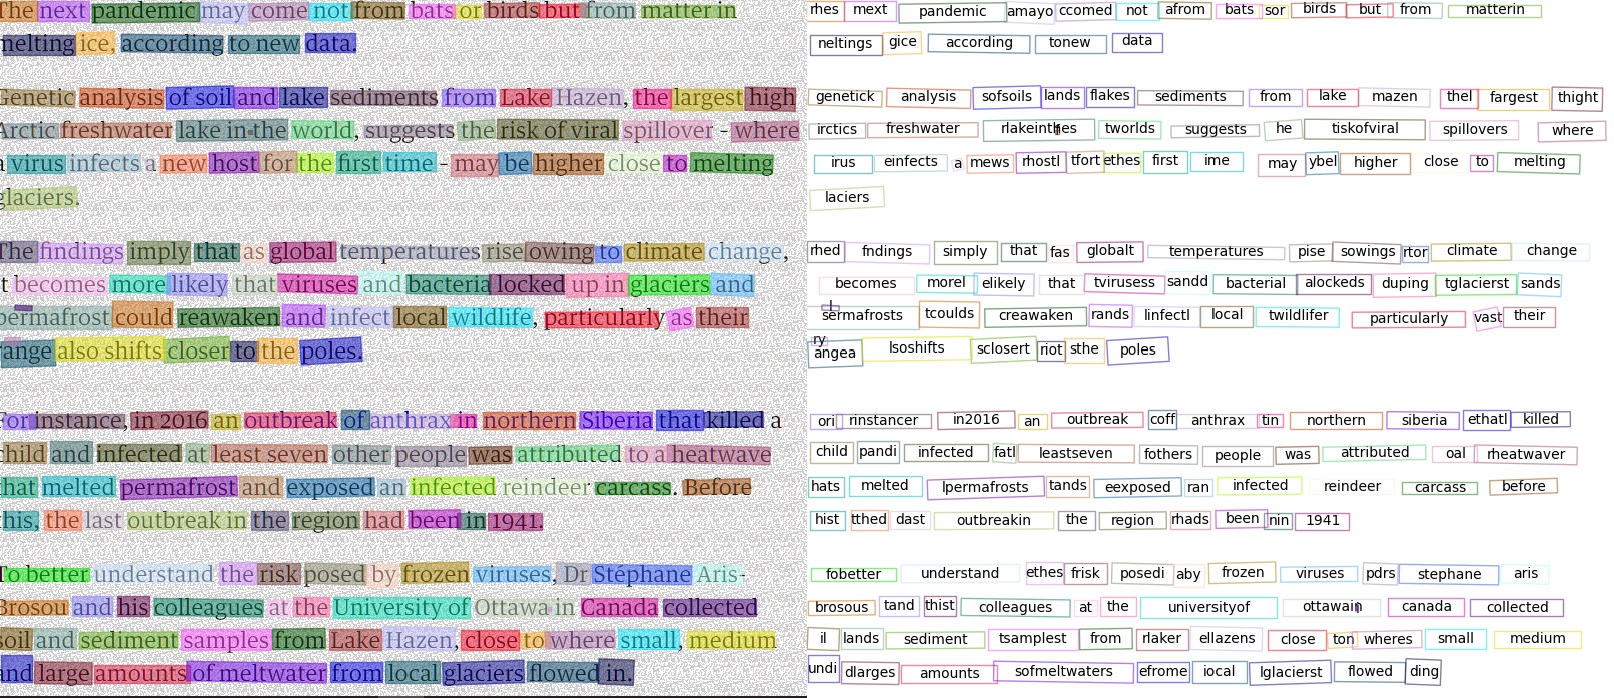 The next pandemic may come not from bats or birds but from matter in
melting ice, according to new data.
Genetic analysis of soil and lake sediments from Lake Hazen, the largest high
Arctic freshwater lake in the world, suggests the risk of viral spillover - where
a virus infects a new host for the first time - may be higher close to melting
glaciers.
The findings imply that as global temperatures rise owing to climate change,
it becomes more likely that viruses and bacteria locked up in glaciers and
permafrost could reawaken and infect local wildlife, particularly as their
range also shifts closer to the poles.
For instance, in 2016 an outbreak of anthrax in northern Siberia that killed a
child and infected at least seven other people was attributed to a heatwave
that melted permafrost and exposed an infected reindeer carcass. Before
this, the last outbreak in the region had been in 1941.
To better understand the risk posed by frozen viruses, Dr Stéphane Aris-
Brosou and his colleagues at the University of Ottawa in Canada collected
soil and sediment samples from Lake Hazen, close to where small, medium
and large amounts of meltwater from local glaciers flowed in.
rhes mext pandemic amayo ccomed not afrom bats sor birds but from matterin
neltings gice according tonew data
genetick analysis sofsoils lands flakes sediments from lake mazen thel fargest thight
irctics freshwater rlakeinthes tworlds suggests he tiskofviral spillovers where
irus einfects a mews rhostl tfort ethes first ime may ybel higher close to melting
laciers
rhed fndings simply that fas globalt temperatures pise sowings rtor climate change
becomes morel elikely that tvirusess sandd bacterial alockeds duping tglacierst sands
sermafrosts tcoulds creawaken rands linfectl local twildlifer particularly vast their
ry angea lsoshifts sclosert riot sthe poles
ori rinstancer in2016 an outbreak coff anthrax tin northern siberia ethatl killed
child pandi infected fatl leastseven fothers people was attributed oal rheatwaver
hats melted lpermafrosts tands eexposed ran infected reindeer carcass before
hist tthed dast outbreakin the region rhads been nin 1941
fobetter understand ethes frisk posedi aby frozen viruses pdrs stephane aris
brosous tand thist colleagues at the universityof ottawain canada collected
il lands sediment tsamplest from rlaker ellazens close ton wheres small medium
undi dlarges amounts sofmeltwaters efrome iocal lglacierst flowed ding